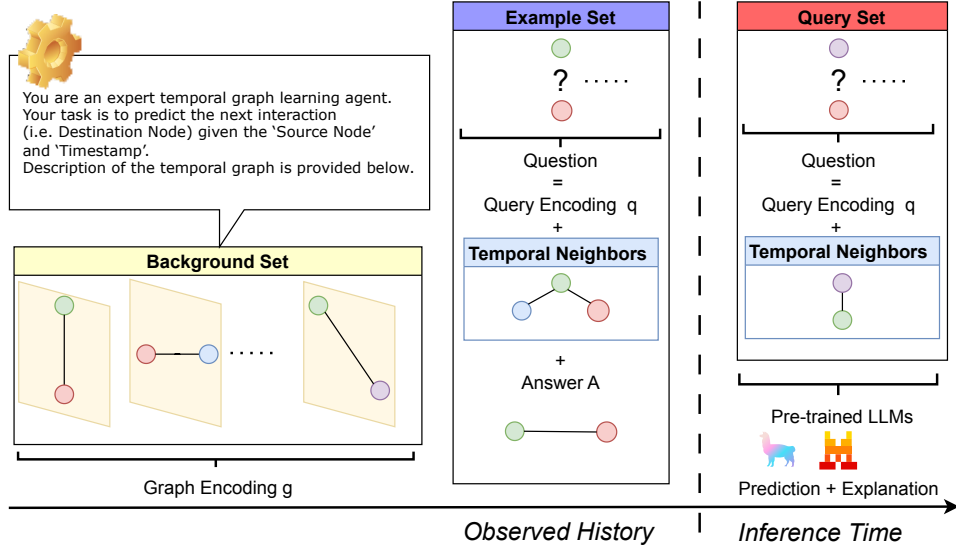 You are an expert temporal graph learning agent.
Your task is to predict the next interaction
(i.e. Destination Node) given the ‘Source Node’
and ‘Timestamp’.
Description of the temporal graph is provided below.
Background Set
.....
Graph Encoding g
Example Set
? .....
Question
=
Query Encoding q
+
Temporal Neighbors
+
Answer A
Query Set
? .....
Question
=
Query Encoding q
+
Temporal Neighbors
Pre-trained LLMs
Prediction + Explanation
Observed History
Inference Time